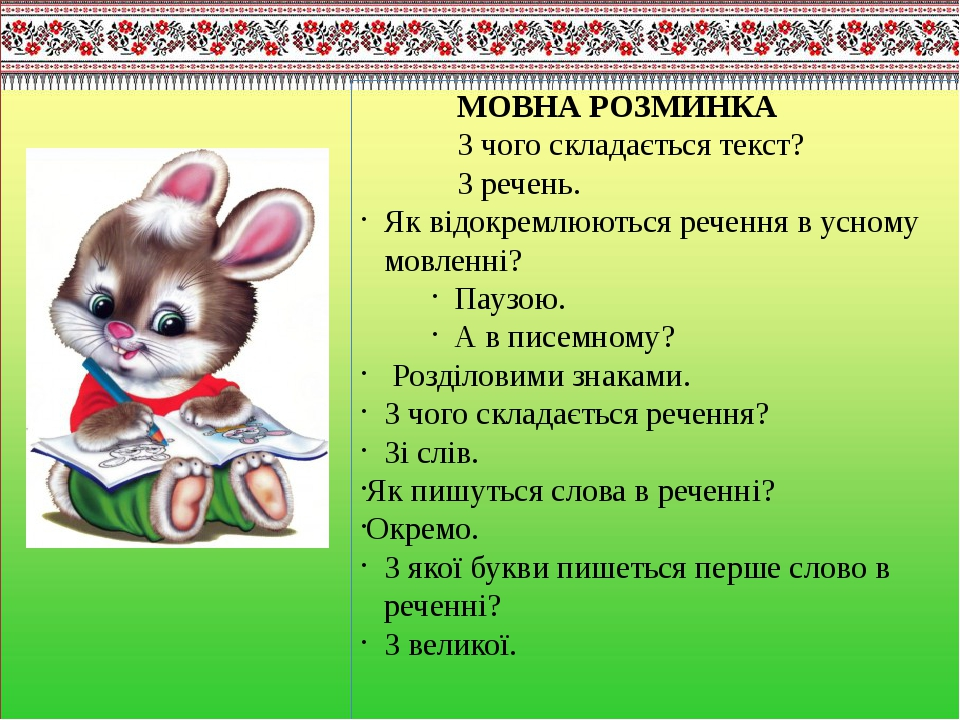 МОВНА РОЗМИНКА
З чого складається текст?
З речень.
· Як відокремлюються речення в усному
мовленні?
· Паузою.
· А в писемному?
· Розділовими знаками.
· З чого складається речення?
· Зі слів.
·Як пишуться слова в реченні?
·Окремо.
· З якої букви пишеться перше слово в
реченні?
· З великої.